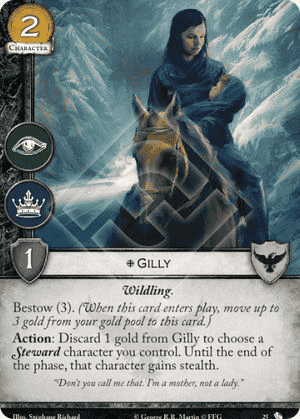 2
CHARACTER
1
GILLY
Wildling.
Bestow (3). (When this card enters play, move up to
3 gold from your gold pool to this card.)
Action: Discard 1 gold from Gilly to choose a
Steward character you control. Until the end of
the phase, that character gains stealth.
"Don't you call me that. I'm a mother, not a lady."
Illus. Stéphane Richard
© George R.R. Martin © FFG
25